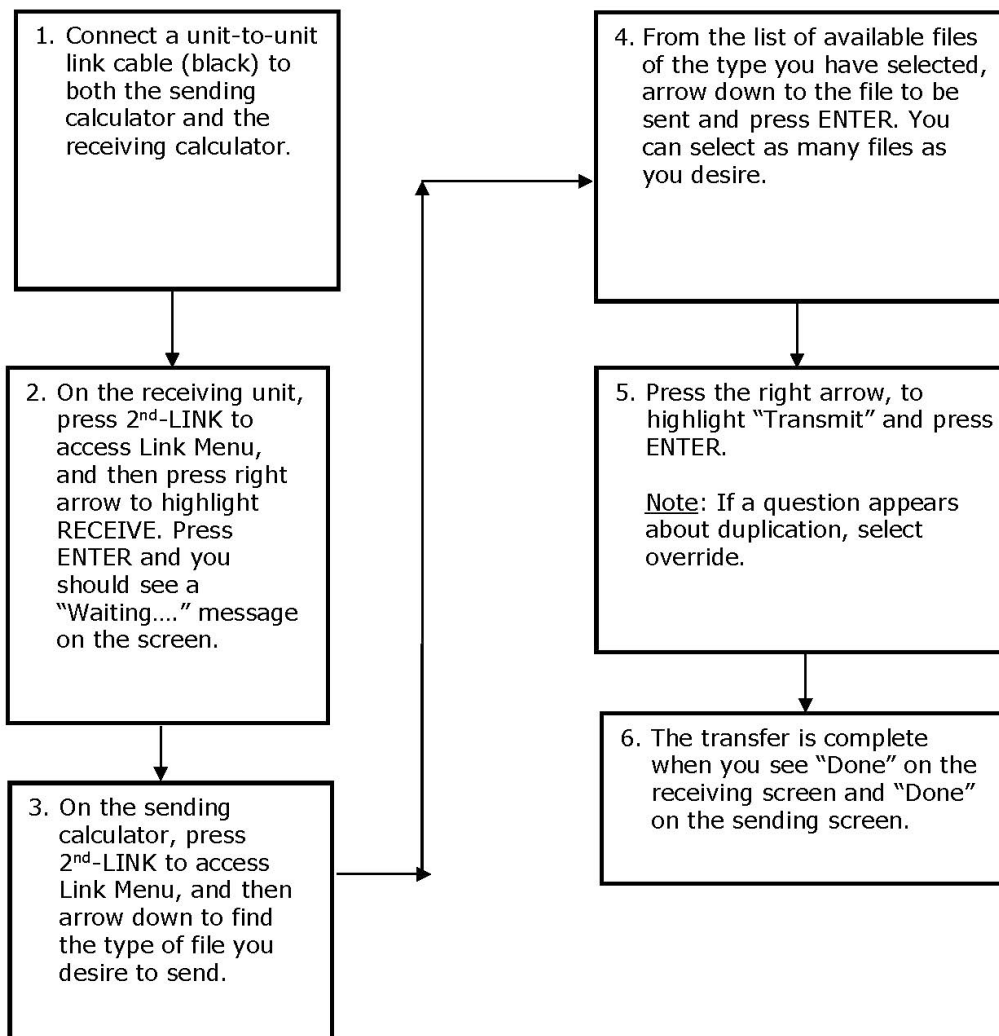 1. Connect a unit-to-unit
link cable (black) to
both the sending
calculator and the
receiving calculator.
2. On the receiving unit,
press 2nd-LINK to
access Link Menu,
and then press right
arrow to highlight
RECEIVE. Press
ENTER and you
should see a
“Waiting....” message
on the screen.
3. On the sending
calculator, press
2nd-LINK to access
Link Menu, and then
arrow down to find
the type of file you
desire to send.
4. From the list of available files
of the type you have selected,
arrow down to the file to be
sent and press ENTER. You
can select as many files as
you desire.
5. Press the right arrow, to
highlight “Transmit” and press
ENTER.
Note: If a question appears
about duplication, select
override.
6. The transfer is complete
when you see “Done” on the
receiving screen and “Done”
on the sending screen.